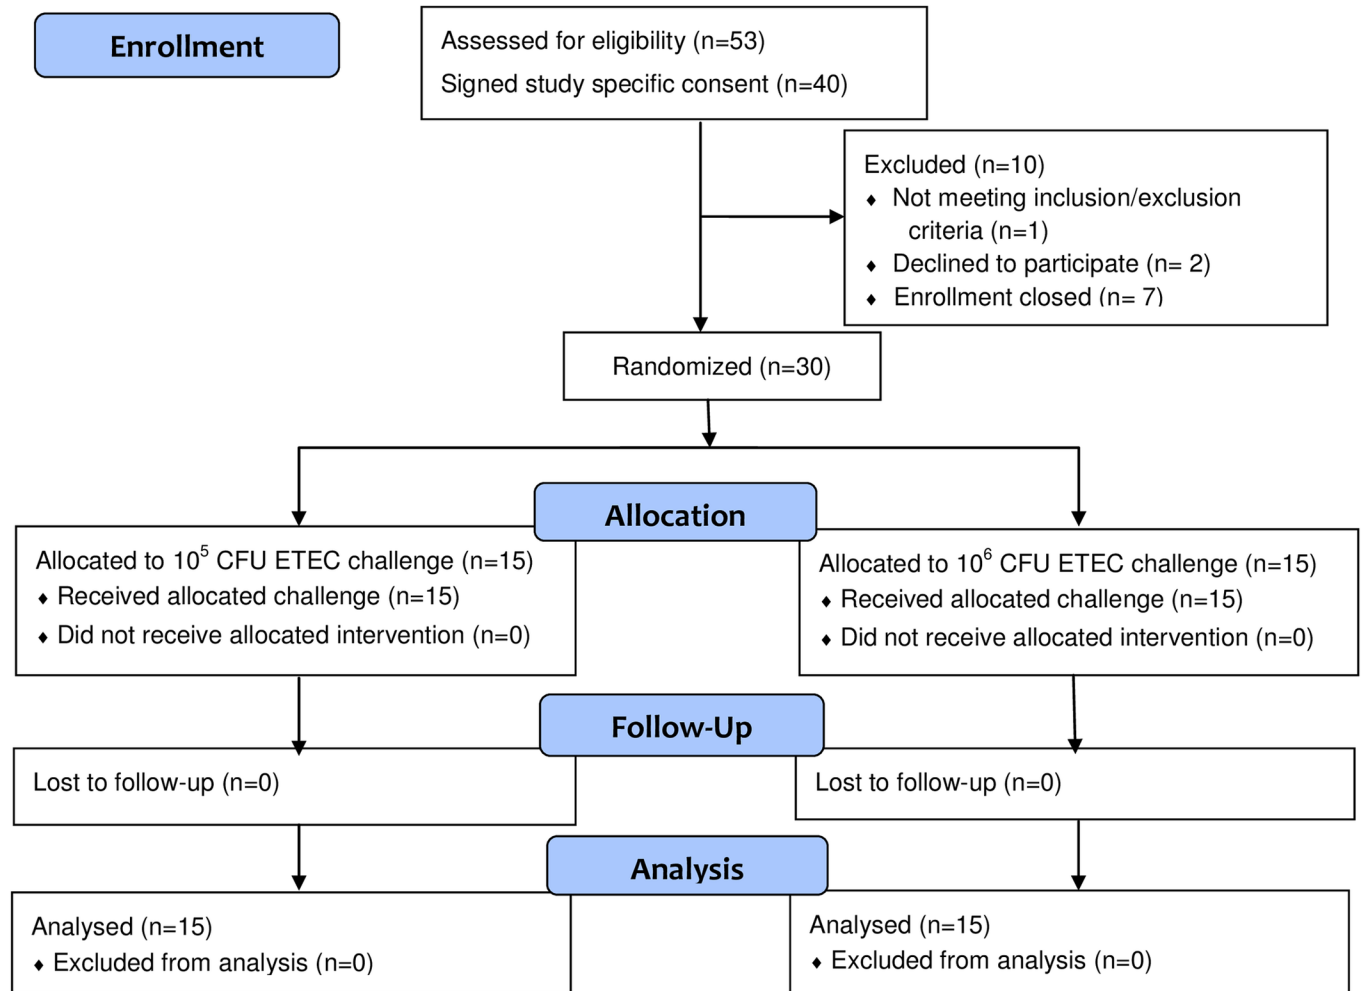 Enrollment
Assessed for eligibility (n=53)
Signed study specific consent (n=40)
Excluded (n=10)
♦ Not meeting inclusion/exclusion
criteria (n=1)
♦ Declined to participate (n= 2)
♦ Enrollment closed (n= 7)
Randomized (n=30)
Allocation
Allocated to 10⁵ CFU ETEC challenge (n=15)
♦ Received allocated challenge (n=15)
♦ Did not receive allocated intervention (n=0)
Allocated to 10⁶ CFU ETEC challenge (n=15)
♦ Received allocated challenge (n=15)
♦ Did not receive allocated intervention (n=0)
Follow-Up
Lost to follow-up (n=0)
Lost to follow-up (n=0)
Analysis
Analysed (n=15)
♦ Excluded from analysis (n=0)
Analysed (n=15)
♦ Excluded from analysis (n=0)